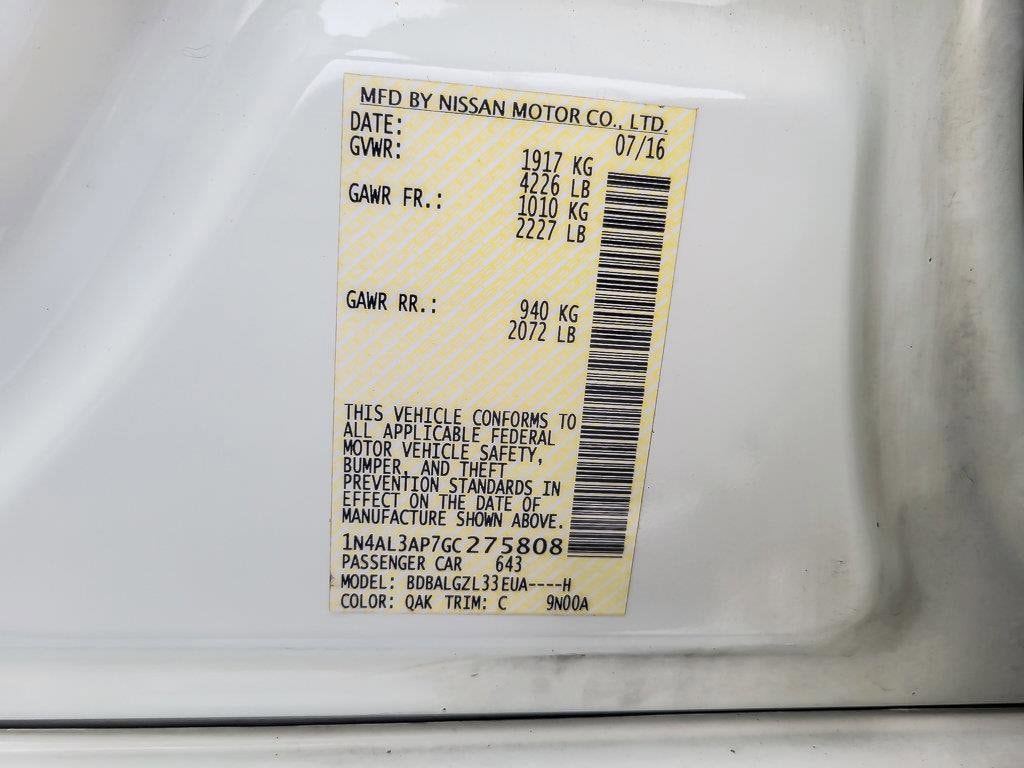 MFD BY NISSAN MOTOR CO., LTD.
DATE: 07/16
GVWR: 1917 KG
4226 LB
GAWR FR.: 1010 KG
2227 LB
GAWR RR.: 940 KG
2072 LB
THIS VEHICLE CONFORMS TO
ALL APPLICABLE FEDERAL
MOTOR VEHICLE SAFETY,
BUMPER, AND THEFT
PREVENTION STANDARDS IN
EFFECT ON THE DATE OF
MANUFACTURE SHOWN ABOVE.
1N4AL3AP7GC275808
PASSENGER CAR 643
MODEL: BDBALGZL33EUA----H
COLOR: QAK TRIM: C 9N00A